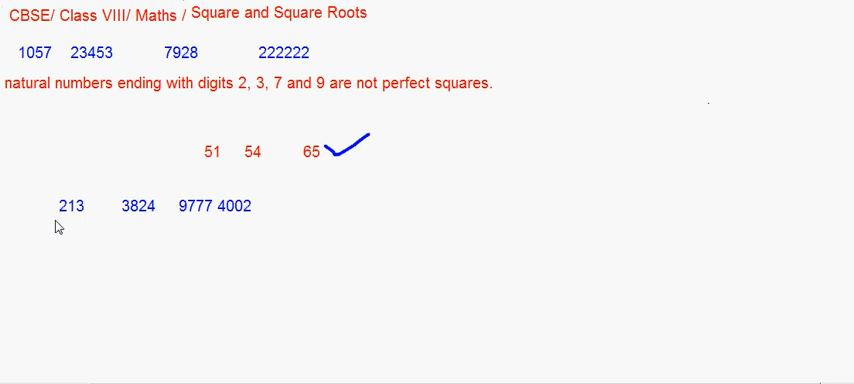 CBSE/ Class VIII/ Maths / Square and Square Roots
1057 23453 7928 222222
natural numbers ending with digits 2, 3, 7 and 9 are not perfect squares.
51 54 65
213 3824 9777 4002